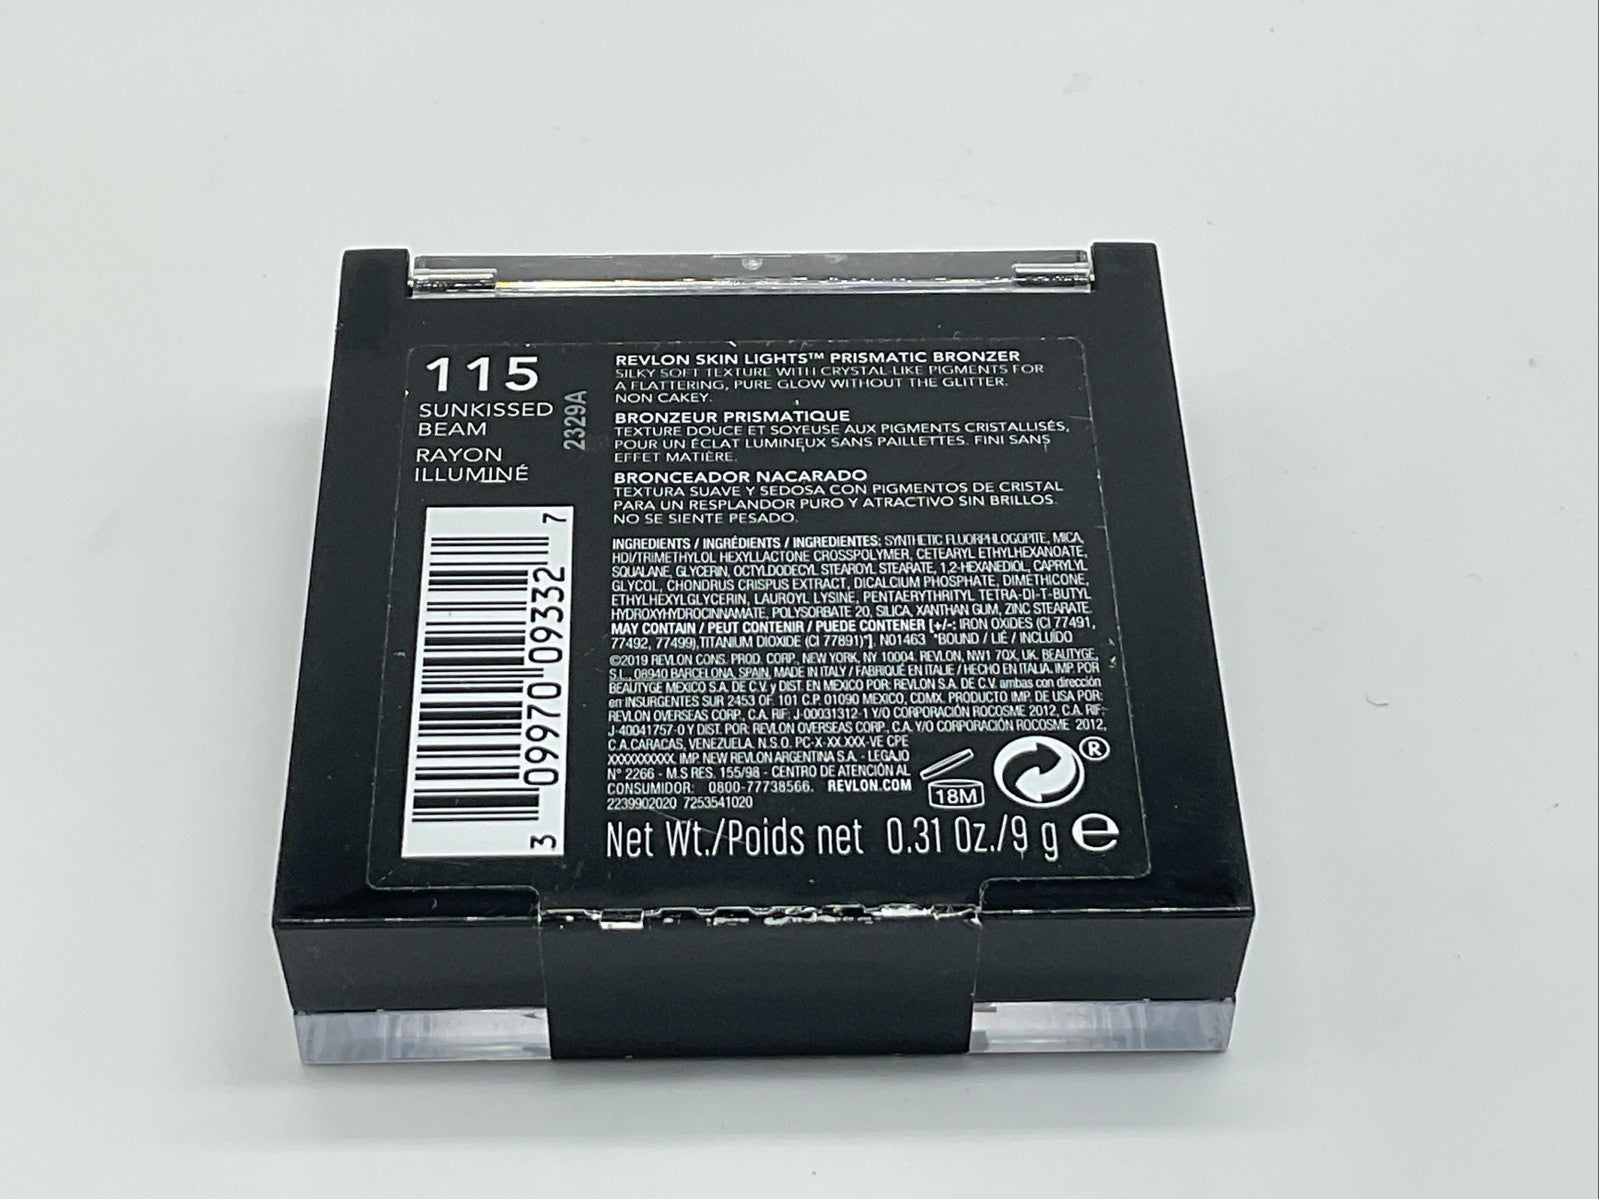 115
SUNKISSED
BEAM
RAYON
ILLUMINÉ
2329A
3 09970 09332 7
REVLON SKIN LIGHTS™ PRISMATIC BRONZER
SILKY SOFT TEXTURE WITH CRYSTAL-LIKE PIGMENTS FOR
A FLATTERING, PURE GLOW WITHOUT THE GLITTER.
NON CAKEY.
BRONZEUR PRISMATIQUE
TEXTURE DOUCE ET SOYEUSE AUX PIGMENTS CRISTALLISÉS,
POUR UN ÉCLAT LUMINEUX SANS PAILLETTES. FINI SANS
EFFET MATIÈRE.
BRONCEADOR NACARADO
TEXTURA SUAVE Y SEDOSA CON PIGMENTOS DE CRISTAL
PARA UN RESPLANDOR PURO Y ATRACTIVO SIN BRILLOS.
NO SE SIENTE PESADO.
INGREDIENTS / INGRÉDIENTS / INGREDIENTES: SYNTHETIC FLUORPHLOGOPITE, MICA,
HDI/TRIMETHYLOL HEXYLLACTONE CROSSPOLYMER, CETEARYL ETHYLHEXANOATE,
SQUALANE, GLYCERIN, OCTYLDODECYL STEAROYL STEARATE, 1,2-HEXANEDIOL, CAPRYLYL
GLYCOL, CHONDRUS CRISPUS EXTRACT, DICALCIUM PHOSPHATE, DIMETHICONE,
ETHYLHEXYLGLYCERIN, LAUROYL LYSINE, PENTAERYTHRITYL TETRA-DI-T-BUTYL
HYDROXYHYDROCINNAMATE, POLYSORBATE 20, SILICA, XANTHAN GUM, ZINC STEARATE.
MAY CONTAIN / PEUT CONTENIR / PUEDE CONTENER [+/-: IRON OXIDES (CI 77491,
77492, 77499), TITANIUM DIOXIDE (CI 77891)*]. N01463 *BOUND / LIÉ / INCLUÍDO
©2019 REVLON CONS. PROD. CORP., NEW YORK, NY 10004. REVLON, NW1 7QX, UK. BEAUTYGE,
S.L., 08940 BARCELONA, SPAIN, MADE IN ITALY / FABRIQUÉ EN ITALIE / HECHO EN ITALIA. IMP. POR
BEAUTYGE MEXICO S.A. DE C.V. y DIST. EN MEXICO POR: REVLON S.A. DE C.V. ambas con dirección
en INSURGENTES SUR 2453 OF. 101 C.P. 01090 MEXICO, CDMX. PRODUCTO IMP. DE USA POR:
REVLON OVERSEAS CORP., C.A. RIF: J-00031312-1 Y/O CORPORACIÓN ROCOSME 2012, C.A. RIF:
J-40041757-0 Y DIST. POR: REVLON OVERSEAS CORP., C.A. Y/O CORPORACIÓN ROCOSME 2012,
C.A. CARACAS, VENEZUELA. N.S.O. PC-X-XX.XXX-VE CPE
XXXXXXXXXX. IMP. NEW REVLON ARGENTINA S.A. - LEGAJO
N° 2266 - M.S RES. 155/98 - CENTRO DE ATENCIÓN AL
CONSUMIDOR: 0800-77738566. REVLON.COM
2239902020 7253541020
18M
®
Net Wt./Poids net 0.31 Oz./9 g ℮